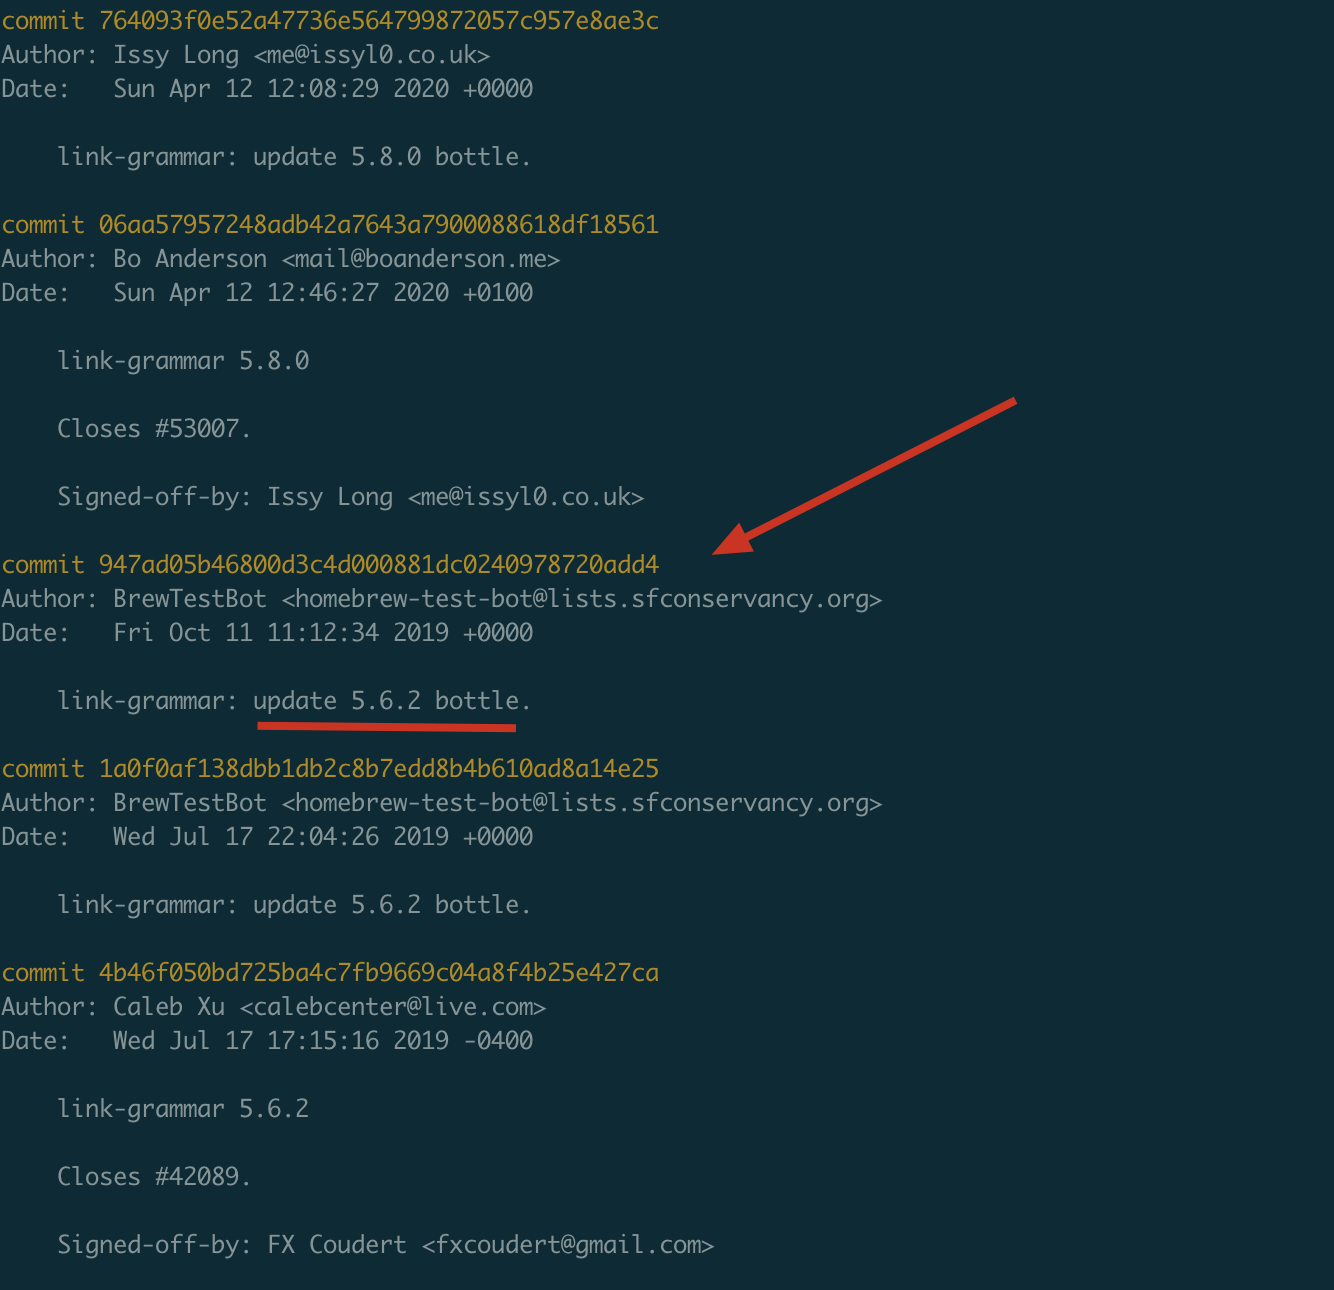 commit 764093f0e52a47736e564799872057c957e8ae3c
Author: Issy Long <me@issyl0.co.uk>
Date:   Sun Apr 12 12:08:29 2020 +0000
link-grammar: update 5.8.0 bottle.
commit 06aa57957248adb42a7643a7900088618df18561
Author: Bo Anderson <mail@boanderson.me>
Date:   Sun Apr 12 12:46:27 2020 +0100
link-grammar 5.8.0
Closes #53007.
Signed-off-by: Issy Long <me@issyl0.co.uk>
commit 947ad05b46800d3c4d000881dc0240978720add4
Author: BrewTestBot <homebrew-test-bot@lists.sfconservancy.org>
Date:   Fri Oct 11 11:12:34 2019 +0000
link-grammar: update 5.6.2 bottle.
commit 1a0f0af138dbb1db2c8b7edd8b4b610ad8a14e25
Author: BrewTestBot <homebrew-test-bot@lists.sfconservancy.org>
Date:   Wed Jul 17 22:04:26 2019 +0000
link-grammar: update 5.6.2 bottle.
commit 4b46f050bd725ba4c7fb9669c04a8f4b25e427ca
Author: Caleb Xu <calebcenter@live.com>
Date:   Wed Jul 17 17:15:16 2019 -0400
link-grammar 5.6.2
Closes #42089.
Signed-off-by: FX Coudert <fxcoudert@gmail.com>